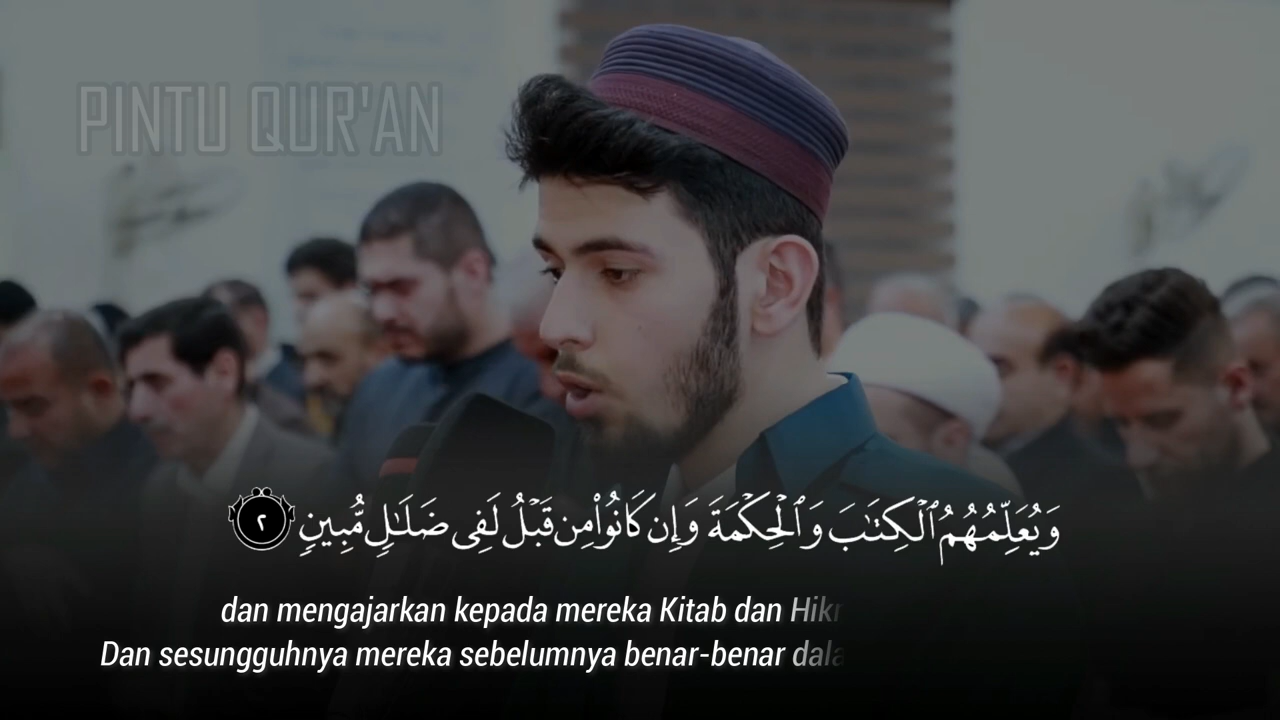 PINTU QUR'AN
وَيُعَلِّمُهُمُ ٱلْكِتَٰبَ وَٱلْحِكْمَةَ وَإِن كَانُوا۟ مِن قَبْلُ لَفِى ضَلَٰلٍ مُّبِينٍ ٢
dan mengajarkan kepada mereka Kitab dan
Dan sesungguhnya mereka sebelumnya benar-benar